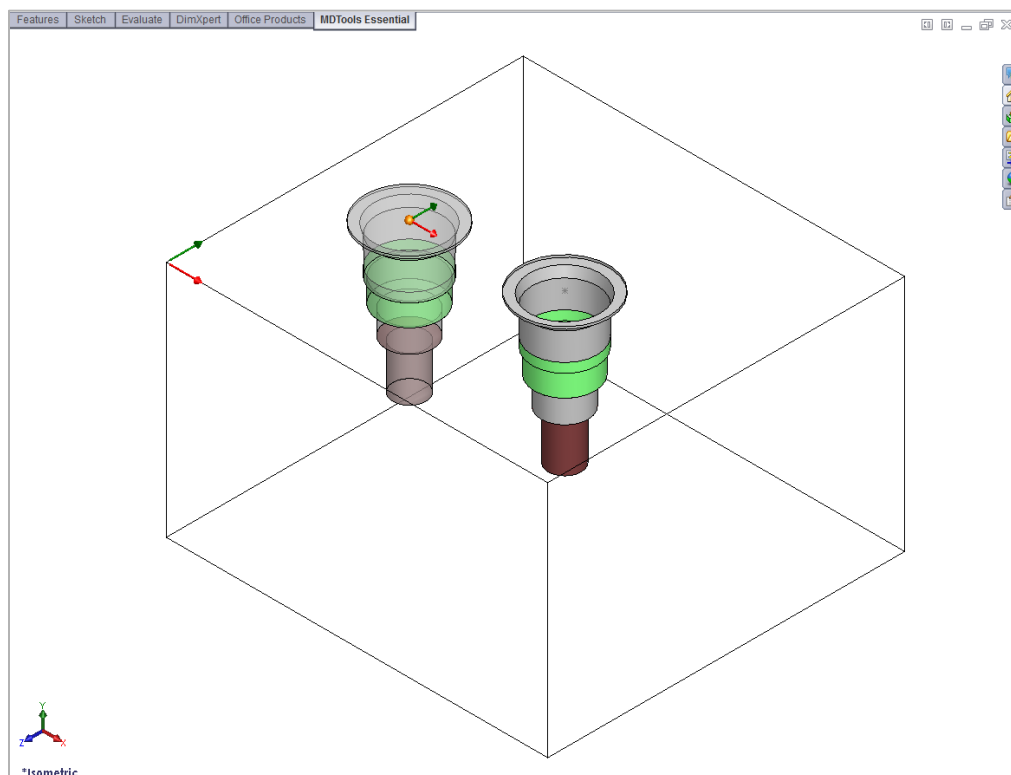 Features Sketch Evaluate DimXpert Office Products MDTools Essential
Y
Z X
*Isometric